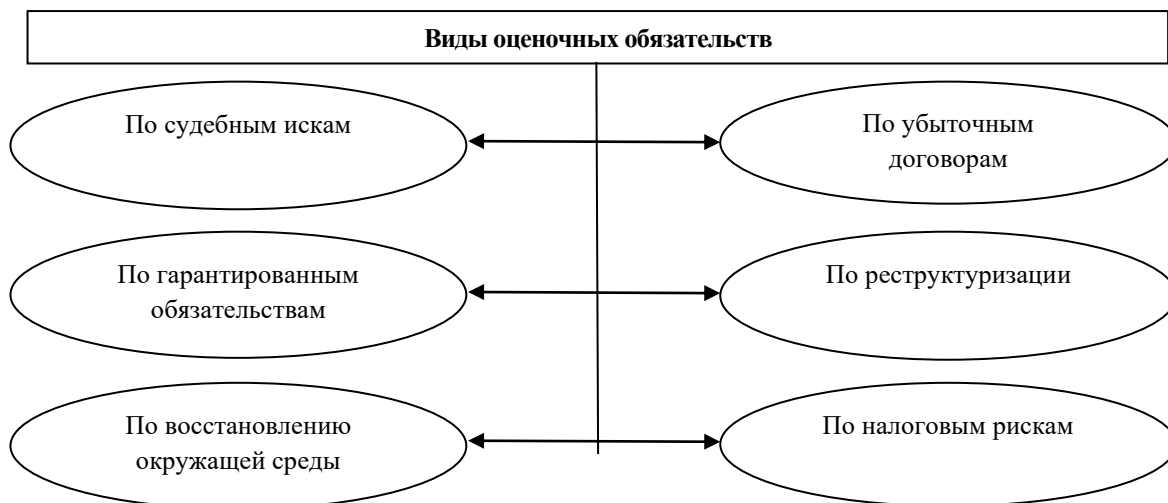 Виды оценочных обязательств
По судебным искам
По убыточным
договорам
По гарантированным
обязательствам
По реструктуризации
По восстановлению
окружащей среды
По налоговым рискам